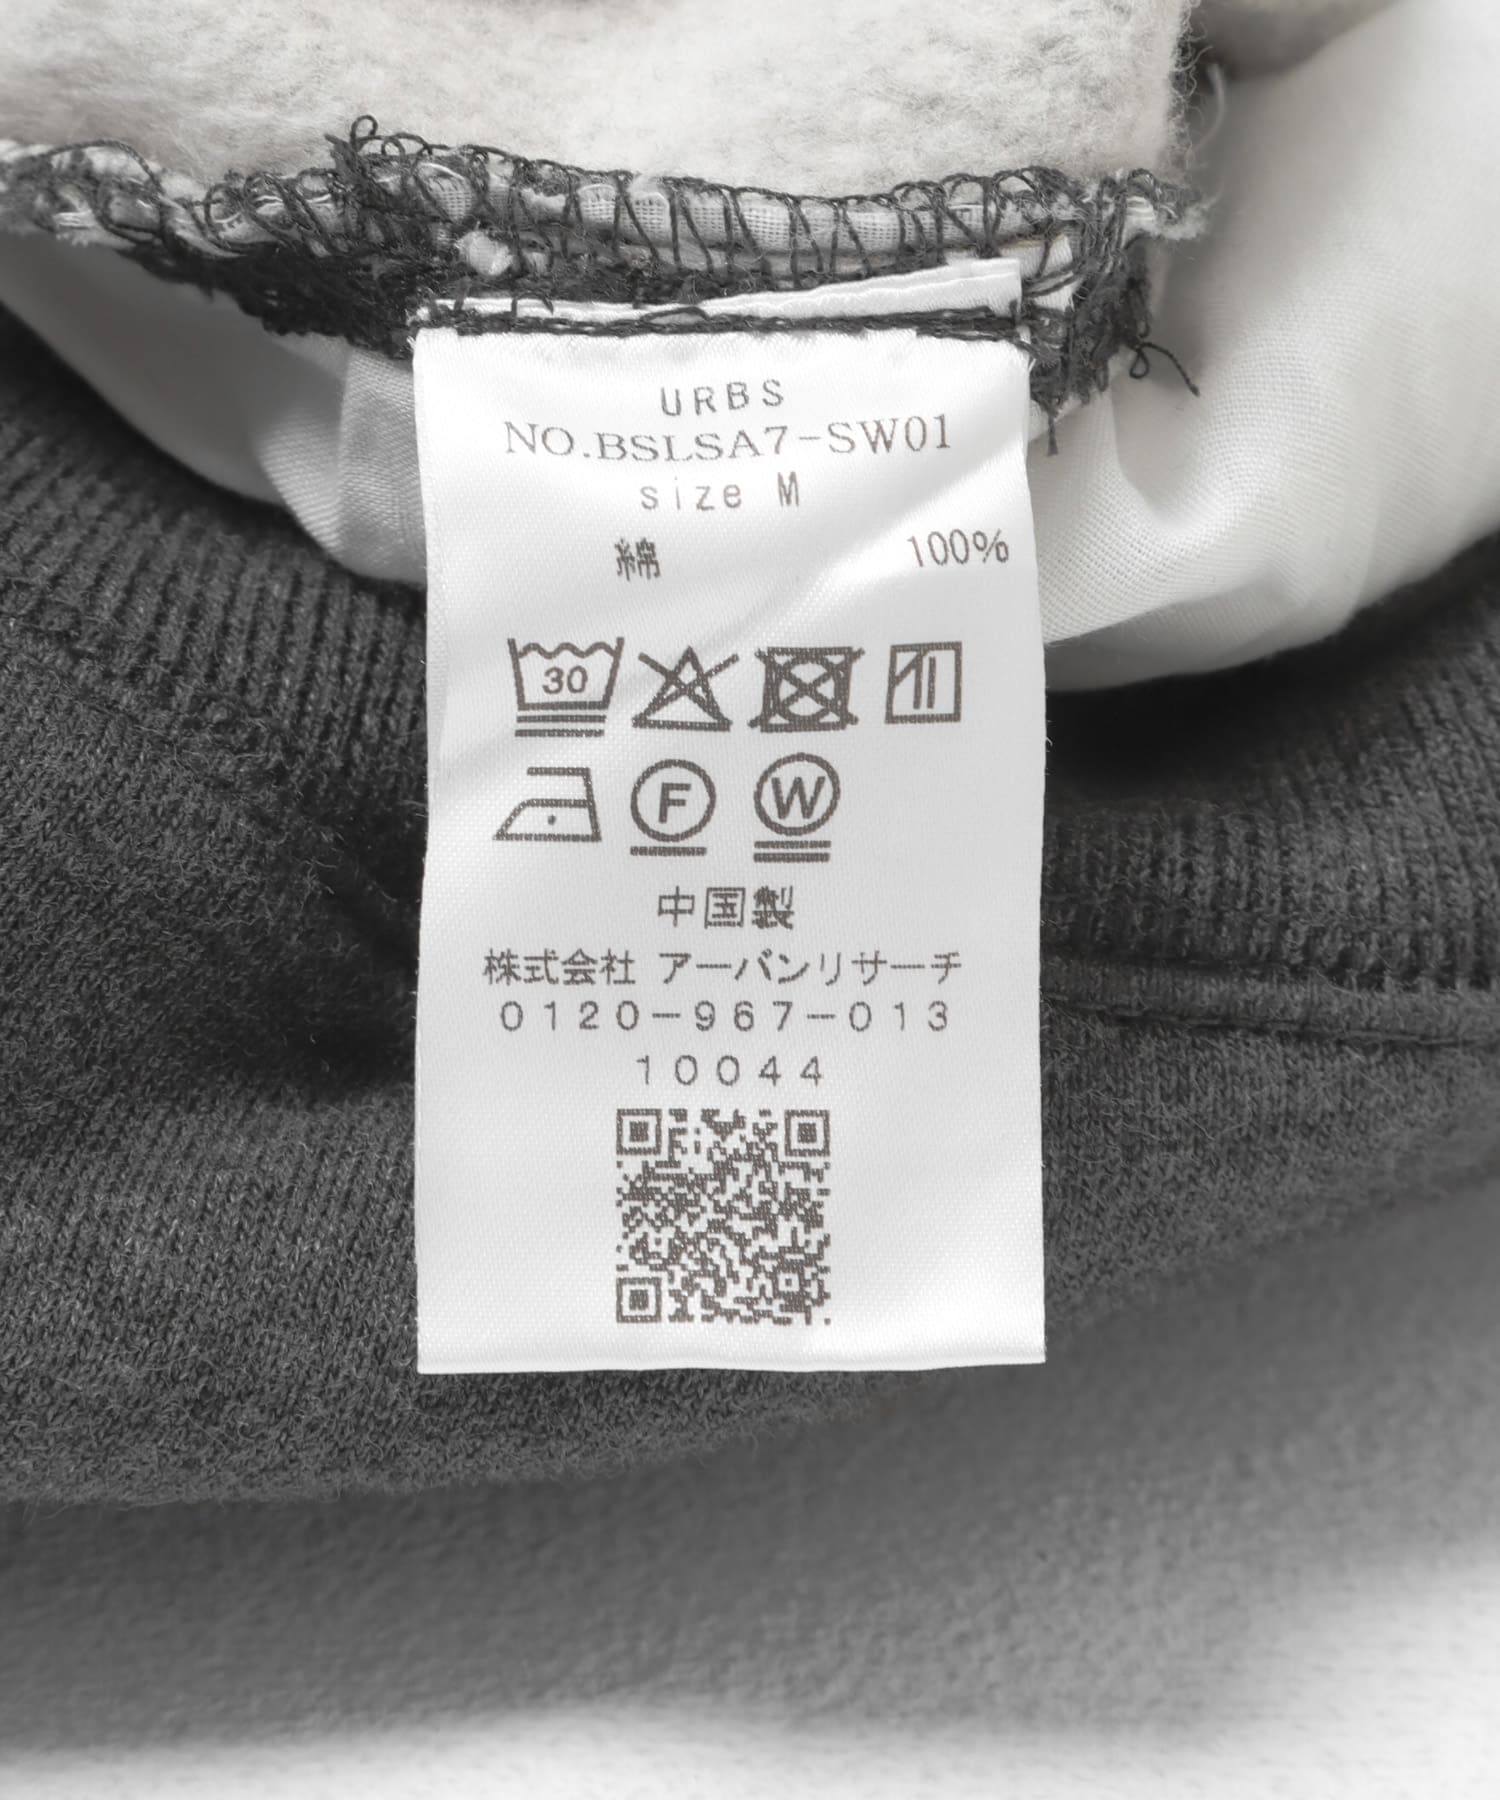 URBS
NO.BSLSA7-SW01
size M
綿 100%
30
F W
中国製
株式会社 アーバンリサーチ
0120-967-013
10044